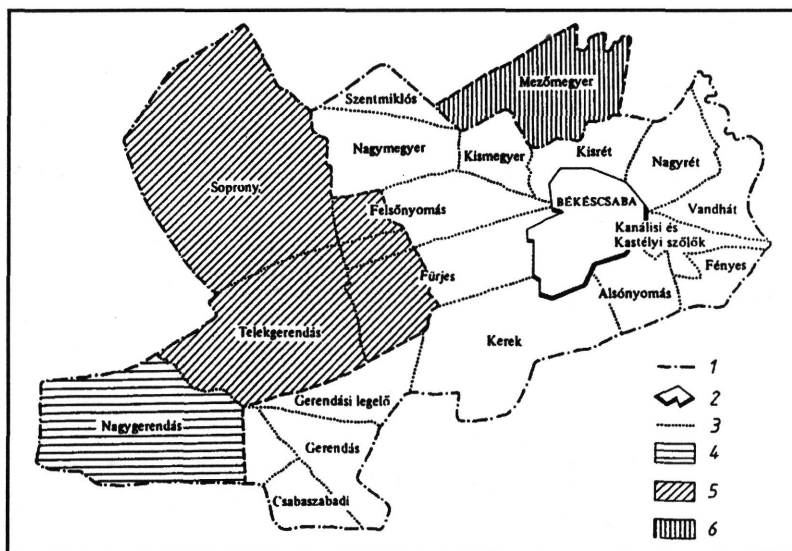 Mezőmegyer
Szentmiklós
Nagymegyer
Kismegyer
Kisrét
Nagyrét
Soprony
Felsőnyomás
BÉKÉSCSABA
Vandhát
Kanálisi és
Kastélyi szőlők
Fényes
Fürjes
Alsónyomás
Telekgerendás
Kerek
Gerendási legelő
Nagygerendás
Gerendás
Csabaszabadi
1
2
3
4
5
6